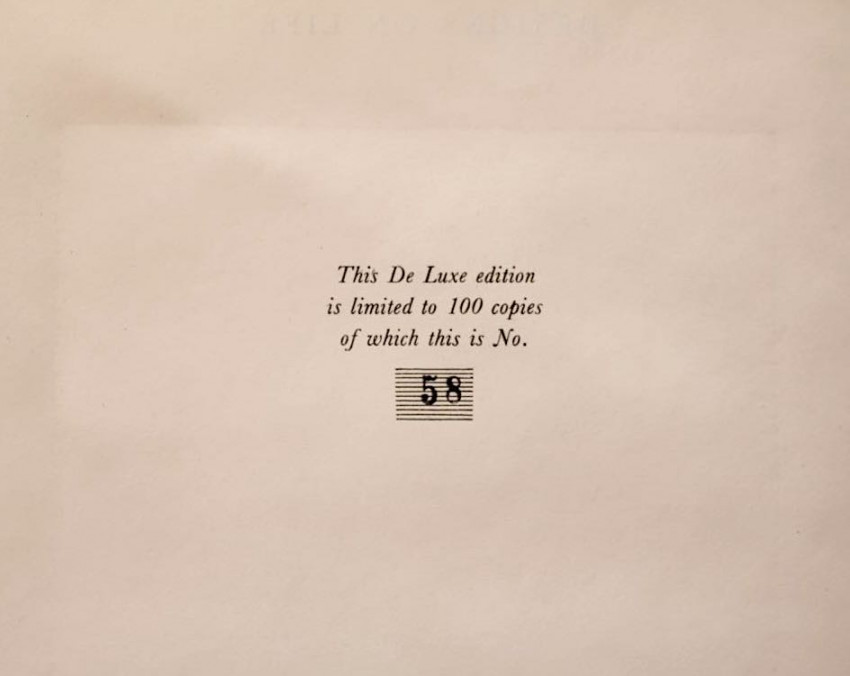 This De Luxe edition
is limited to 100 copies
of which this is No.
58